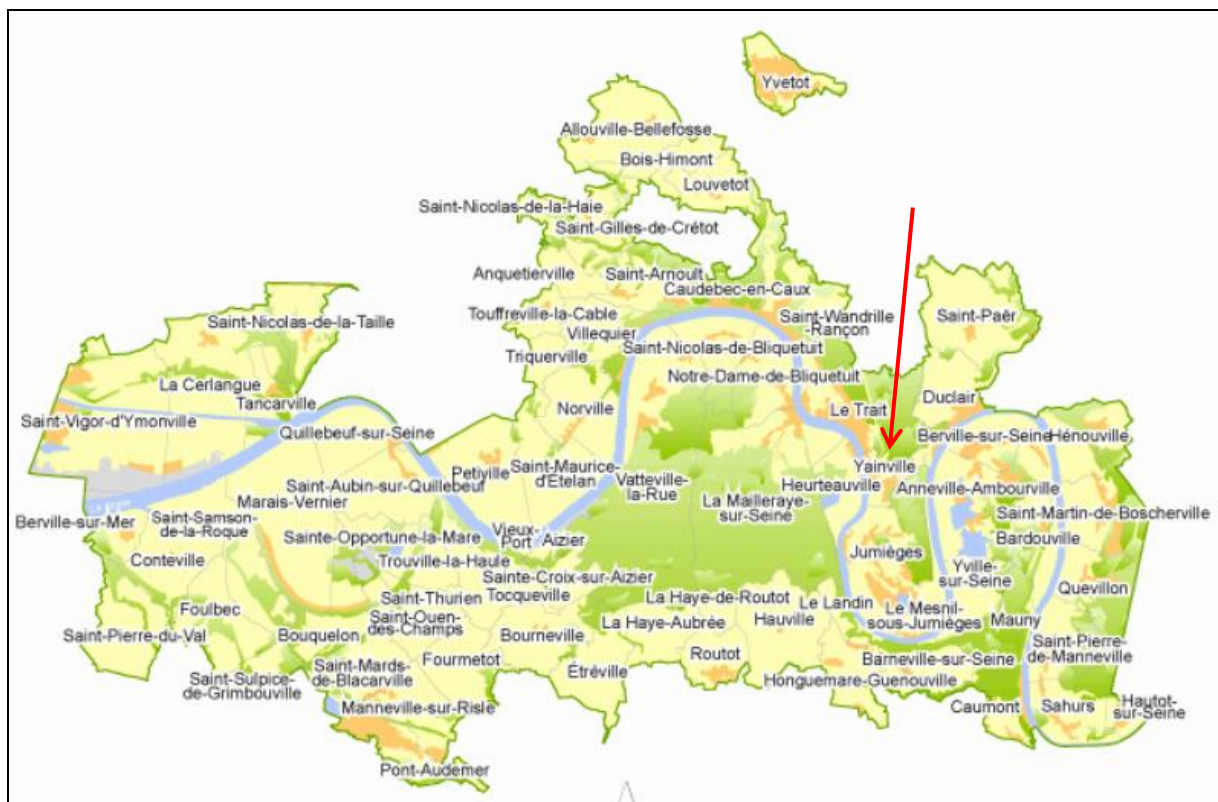 Yvetot
Allouville-Bellefosse
Bois-Himont
Louvetot
Saint-Nicolas-de-la-Haie
Saint-Gilles-de-Crétot
Anquetierville
Saint-Arnoult
Caudebec-en-Caux
Touffreville-la-Cable
Saint-Wandrille
-Rançon
Saint-Paër
Saint-Nicolas-de-la-Taille
Villequier
Saint-Nicolas-de-Bliquetuit
Triquerville
Notre-Dame-de-Bliquetuit
La Cerlangue
Tancarville
Norville
Le Trait
Duclair
Saint-Vigor-d'Ymonville
Quillebeuf-sur-Seine
Berville-sur-Seine
Hénouville
Petiville
Saint-Maurice-
d'Etelan
Yainville
Saint-Aubin-sur-Quillebeuf
Vatteville-
la-Rue
Heurteauville
Anneville-Ambourville
Marais-Vernier
La Mailleraye-
sur-Seine
Saint-Martin-de-Boscherville
Berville-sur-Mer
Saint-Samson-
de-la-Roque
Sainte-Opportune-la-Mare
Vieux-
Port
Aizier
Bardouville
Conteville
Trouville-la-Haule
Jumièges
Yville-
sur-Seine
Sainte-Croix-sur-Aizier
Quevillon
Saint-Thurien
Tocqueville
La Haye-de-Routot
Le Landin
Foulbec
Saint-Ouen-
des-Champs
La Haye-Aubrée
Hauville
Le Mesnil-
sous-Jumièges
Mauny
Saint-Pierre-du-Val
Bouquelon
Bourneville
Saint-Pierre-
de-Manneville
Saint-Sulpice-
de-Grimbouville
Saint-Mards-
de-Blacarville
Fourmetot
Étréville
Routot
Barneville-sur-Seine
Honguemare-Guenouville
Manneville-sur-Risle
Caumont
Sahurs
Hautot-
sur-Seine
Pont-Audemer